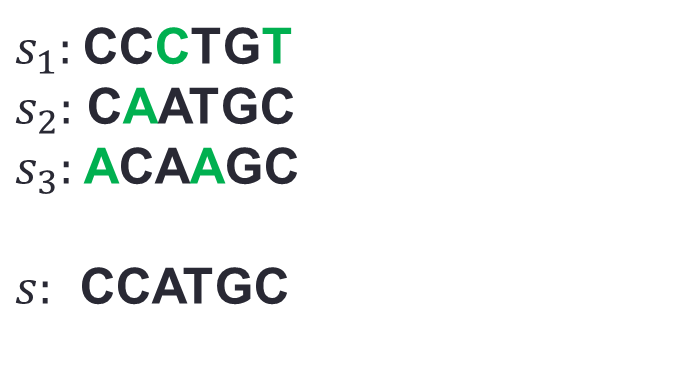 s₁: CCCTGT
s₂: CAATGC
s₃: ACAAGC
s: CCATGC